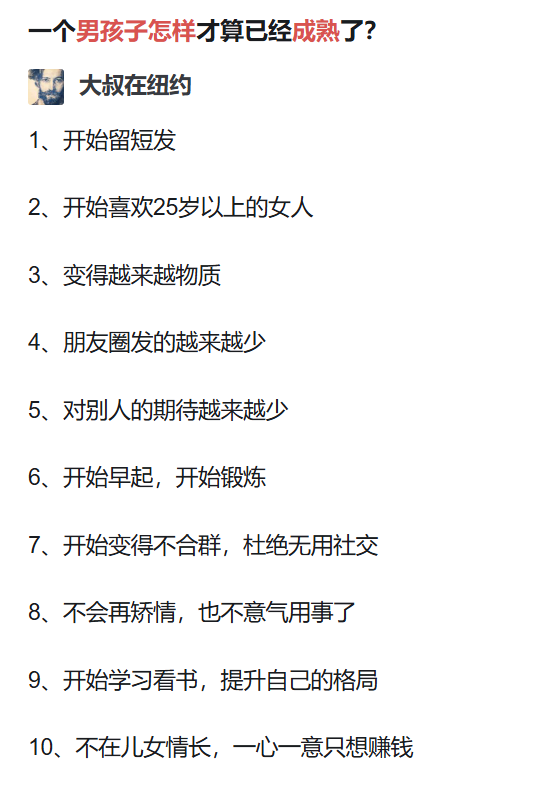 一个男孩子怎样才算已经成熟了?
大叔在纽约
1、开始留短发
2、开始喜欢25岁以上的女人
3、变得越来越物质
4、朋友圈发的越来越少
5、对别人的期待越来越少
6、开始早起，开始锻炼
7、开始变得不合群，杜绝无用社交
8、不会再矫情，也不意气用事了
9、开始学习看书，提升自己的格局
10、不在儿女情长，一心一意只想赚钱